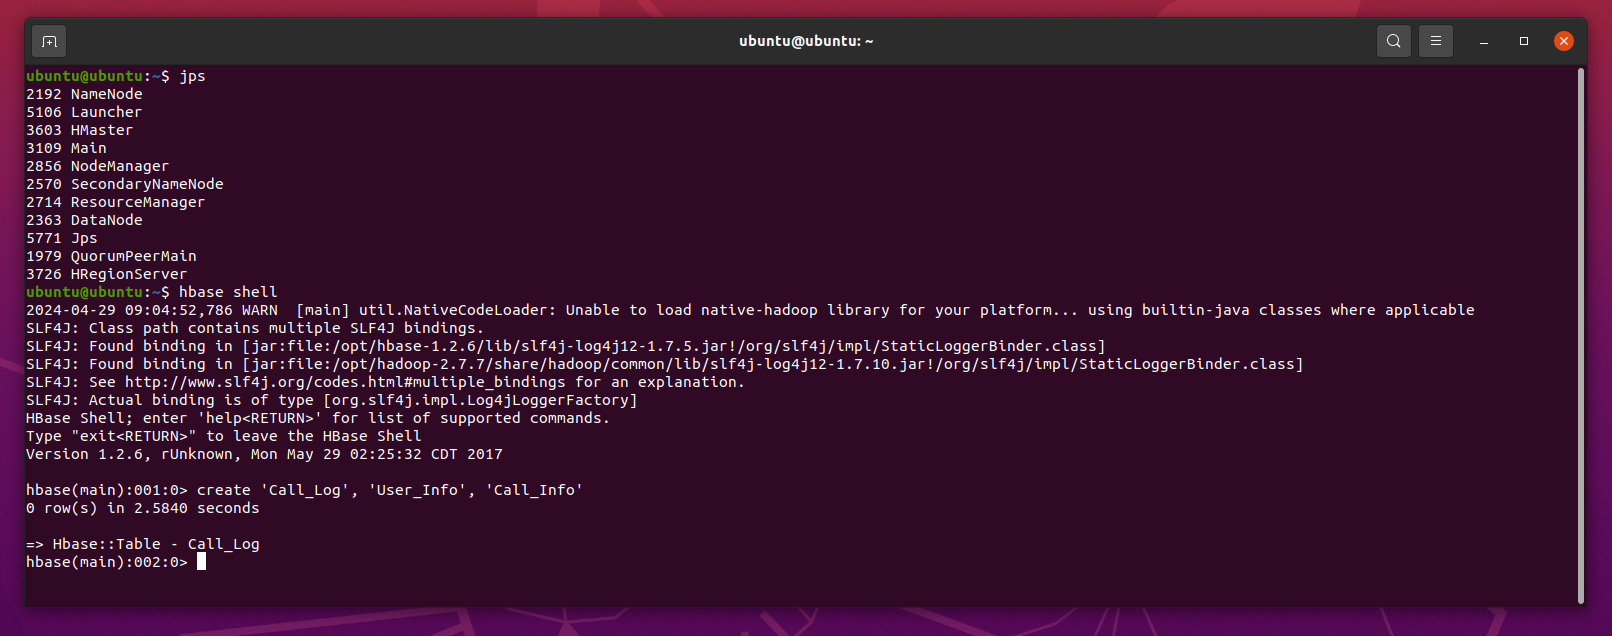 ubuntu@ubuntu: ~
ubuntu@ubuntu:~$ jps
2192 NameNode
5106 Launcher
3603 HMaster
3109 Main
2856 NodeManager
2570 SecondaryNameNode
2714 ResourceManager
2363 DataNode
5771 Jps
1979 QuorumPeerMain
3726 HRegionServer
ubuntu@ubuntu:~$ hbase shell
2024-04-29 09:04:52,786 WARN  [main] util.NativeCodeLoader: Unable to load native-hadoop library for your platform... using builtin-java classes where applicable
SLF4J: Class path contains multiple SLF4J bindings.
SLF4J: Found binding in [jar:file:/opt/hbase-1.2.6/lib/slf4j-log4j12-1.7.5.jar!/org/slf4j/impl/StaticLoggerBinder.class]
SLF4J: Found binding in [jar:file:/opt/hadoop-2.7.7/share/hadoop/common/lib/slf4j-log4j12-1.7.10.jar!/org/slf4j/impl/StaticLoggerBinder.class]
SLF4J: See http://www.slf4j.org/codes.html#multiple_bindings for an explanation.
SLF4J: Actual binding is of type [org.slf4j.impl.Log4jLoggerFactory]
HBase Shell; enter 'help<RETURN>' for list of supported commands.
Type "exit<RETURN>" to leave the HBase Shell
Version 1.2.6, rUnknown, Mon May 29 02:25:32 CDT 2017
hbase(main):001:0> create 'Call_Log', 'User_Info', 'Call_Info'
0 row(s) in 2.5840 seconds
=> Hbase::Table - Call_Log
hbase(main):002:0>